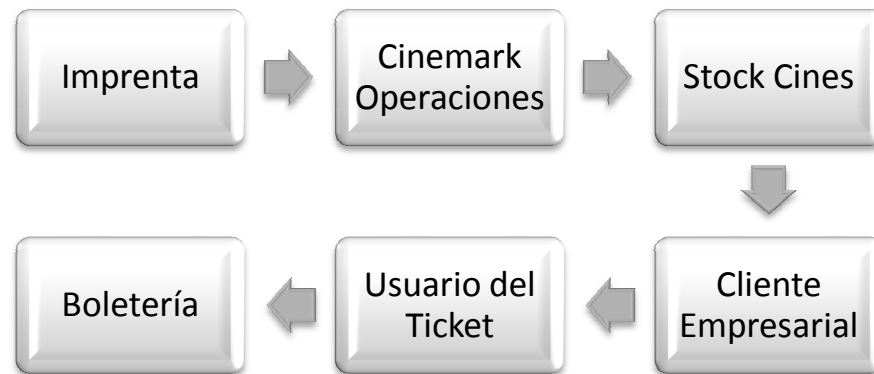 Imprenta
Cinemark
Operaciones
Stock Cines
Cliente
Empresarial
Usuario del
Ticket
Boletería